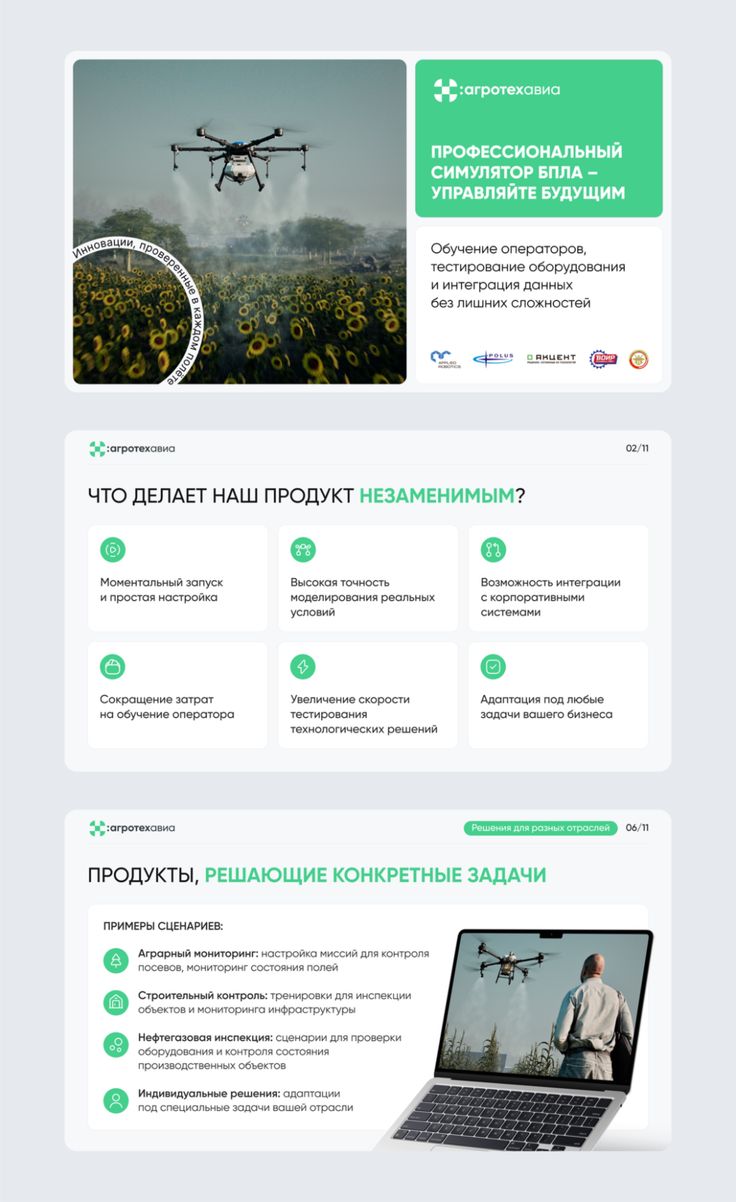 :агротехавиа
ПРОФЕССИОНАЛЬНЫЙ
СИМУЛЯТОР БПЛА –
УПРАВЛЯЙТЕ БУДУЩИМ
Инновации, проверенные в каждом полёте
Обучение операторов,
тестирование оборудования
и интеграция данных
без лишних сложностей
APPLIED
ROBOTICS
POLUS
АКЦЕНТ
ВОИР
:агротехавиа
02/11
ЧТО ДЕЛАЕТ НАШ ПРОДУКТ НЕЗАМЕНИМЫМ?
Моментальный запуск
и простая настройка
Высокая точность
моделирования реальных
условий
Возможность интеграции
с корпоративными
системами
Сокращение затрат
на обучение оператора
Увеличение скорости
тестирования
технологических решений
Адаптация под любые
задачи вашего бизнеса
:агротехавиа
Решения для разных отраслей
06/11
ПРОДУКТЫ, РЕШАЮЩИЕ КОНКРЕТНЫЕ ЗАДАЧИ
ПРИМЕРЫ СЦЕНАРИЕВ:
Аграрный мониторинг: настройка миссий для контроля
посевов, мониторинг состояния полей
Строительный контроль: тренировки для инспекции
объектов и мониторинга инфраструктуры
Нефтегазовая инспекция: сценарии для проверки
оборудования и контроля состояния
производственных объектов
Индивидуальные решения: адаптации
под специальные задачи вашей отрасли